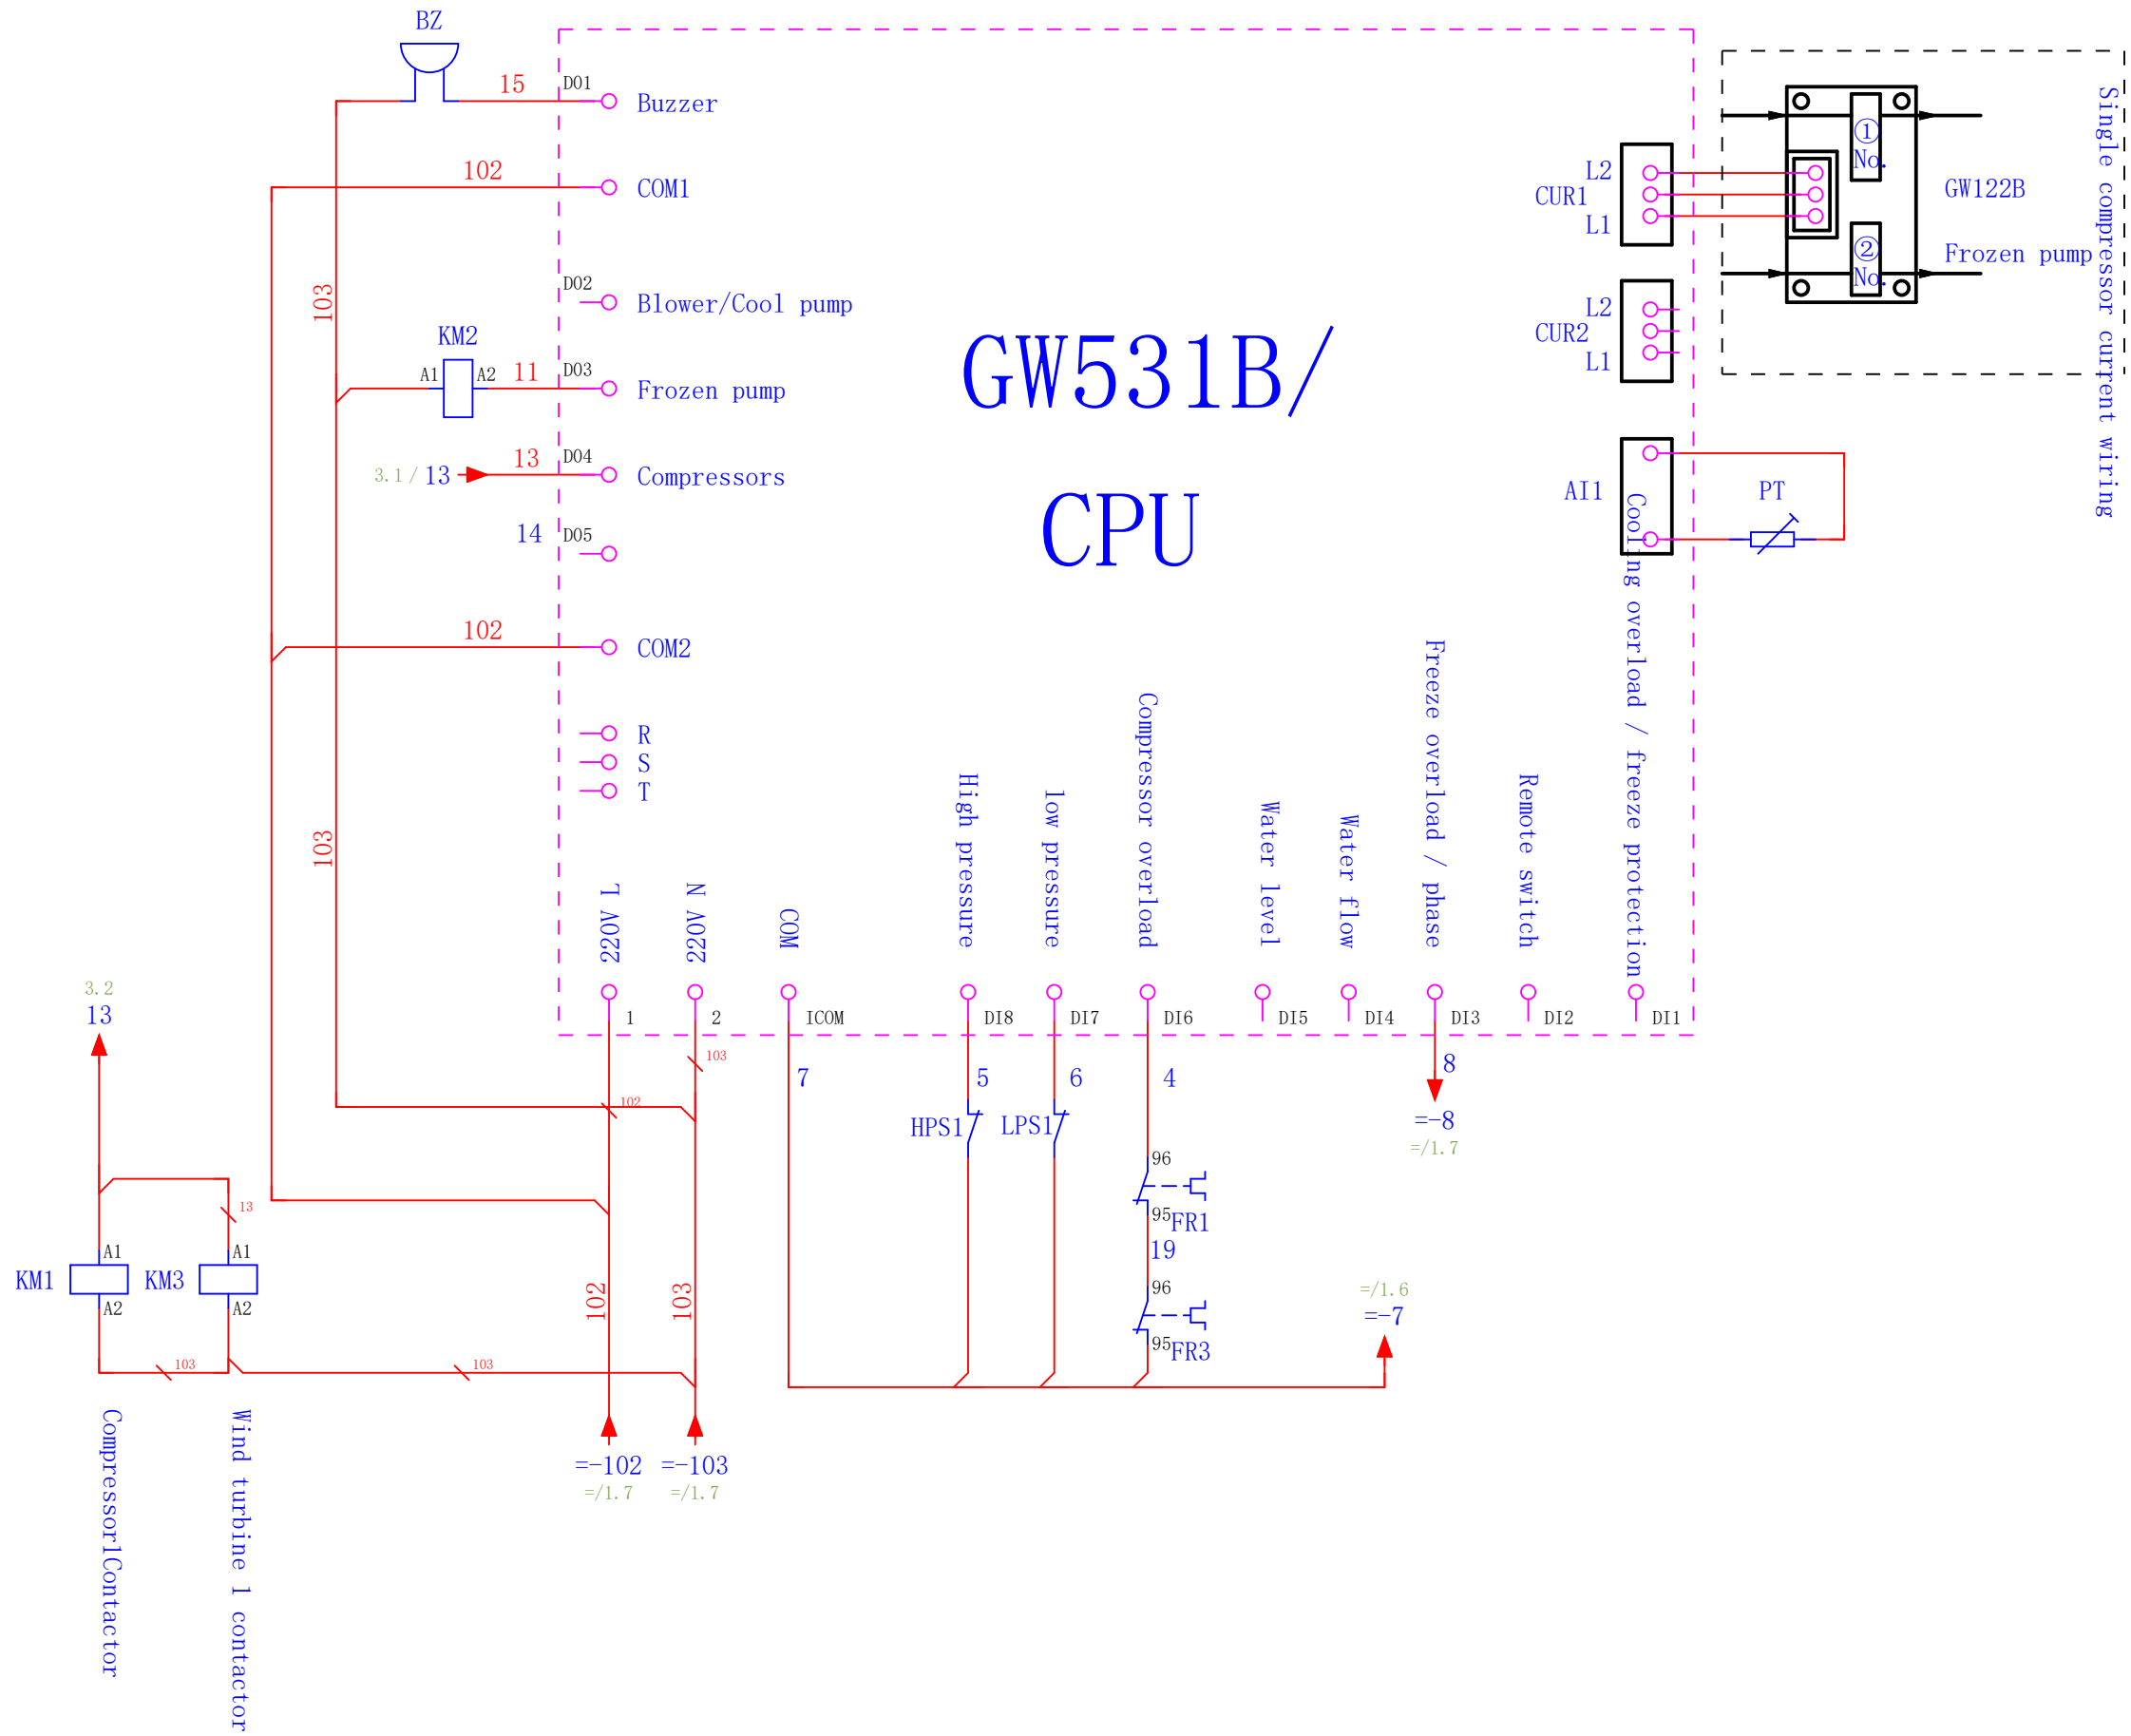 BZ
15
DO1
Buzzer
102
COM1
103
DO2
Blower/Cool pump
KM2
A1
A2
11
DO3
Frozen pump
3.1 / 13
13
DO4
Compressors
14
DO5
102
COM2
R
S
T
103
GW531B/
CPU
L2
CUR1
L1
L2
CUR2
L1
AI1
PT
①
No.
②
No.
GW122B
Frozen pump
Single compressor current wiring
220V L
N 220V
COM
High pressure
low pressure
Compressor overload
Water level
Water flow
Freeze overload / phase
Remote switch
Cooling overload / freeze protection
1
2
ICOM
DI8
DI7
DI6
DI5
DI4
DI3
DI2
DI1
103
102
7
5
6
4
8
HPS1
LPS1
=-8
=/1.7
96
95
FR1
19
96
95
FR3
=/1.6
=-7
3.2
13
13
A1
KM1
A2
A1
KM3
A2
103
103
102
103
=-102
=/1.7
=-103
=/1.7
Compressor1Contactor
Wind turbine 1 contactor